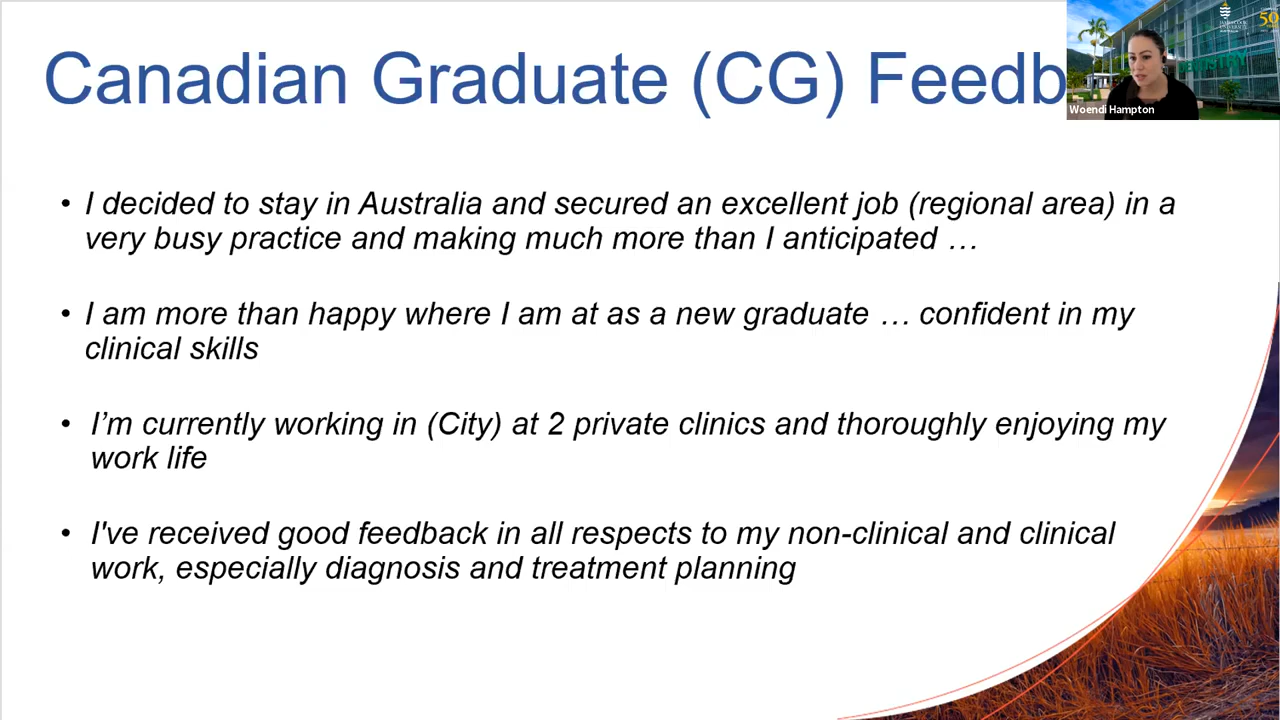 Canadian Graduate (CG) Feedb
Woendi Hampton
50
• I decided to stay in Australia and secured an excellent job (regional area) in a
very busy practice and making much more than I anticipated …
• I am more than happy where I am at as a new graduate … confident in my
clinical skills
• I’m currently working in (City) at 2 private clinics and thoroughly enjoying my
work life
• I've received good feedback in all respects to my non-clinical and clinical
work, especially diagnosis and treatment planning